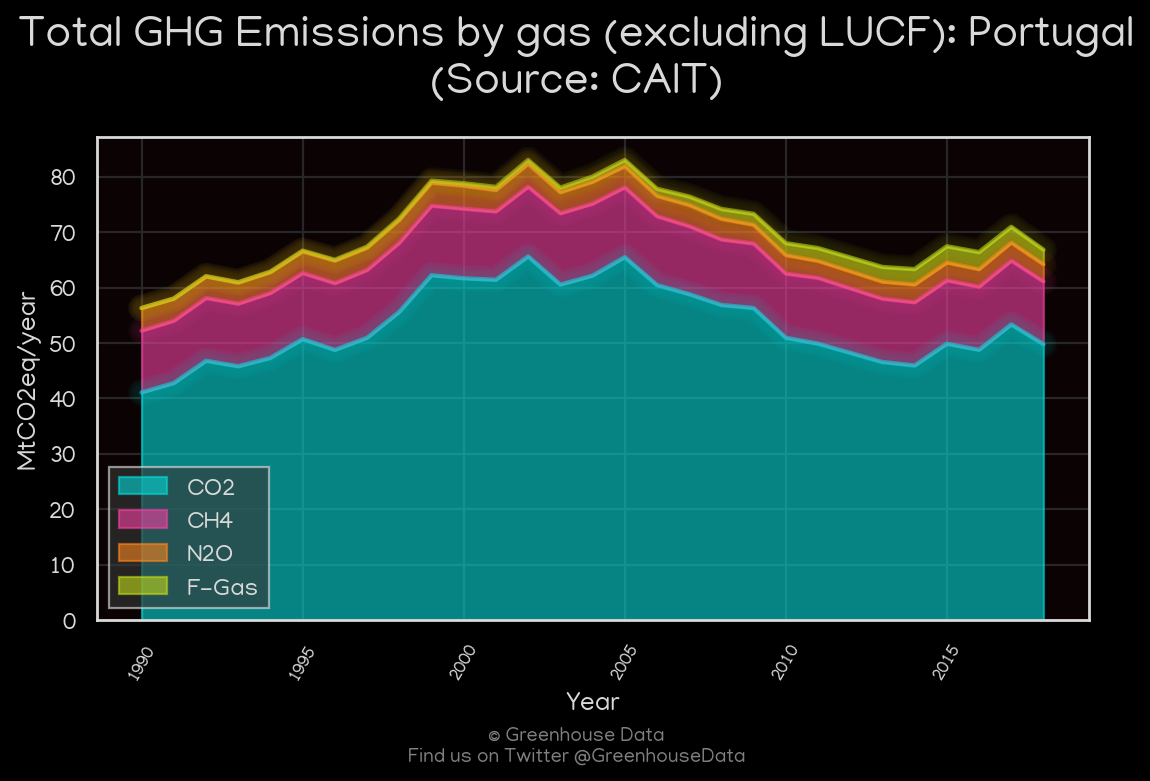 Total GHG Emissions by gas (excluding LUCF): Portugal
(Source: CAIT)
MtCO2eq/year
80
70
60
50
40
30
20
10
0
CO2
CH4
N2O
F-Gas
1990
1995
2000
2005
2010
2015
Year
© Greenhouse Data
Find us on Twitter @GreenhouseData